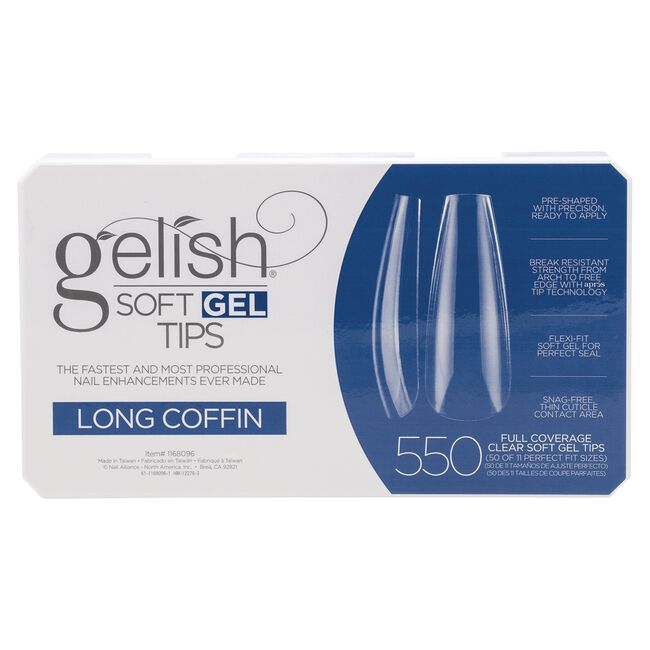 gelish®
SOFT GEL
TIPS
THE FASTEST AND MOST PROFESSIONAL
NAIL ENHANCEMENTS EVER MADE
LONG COFFIN
Item# 1168096
Made in Taiwan • Fabricado en Taiwán • Fabriqué à Taiwan
© Nail Alliance - North America, Inc. • Brea, CA 92821
PRE-SHAPED
WITH PRECISION,
READY TO APPLY
BREAK RESISTANT
STRENGTH FROM
ARCH TO FREE
EDGE WITH aprés
TIP TECHNOLOGY
FLEXI-FIT
SOFT GEL FOR
PERFECT SEAL
SNAG-FREE,
THIN CUTICLE
CONTACT AREA
550 FULL COVERAGE
CLEAR SOFT GEL TIPS
(50 OF 11 PERFECT FIT SIZES)
(50 DE 11 TAMAÑOS DE AJUSTE PERFECTO)
(50 DES 11 TAILLES DE COUPE PARFAITES)